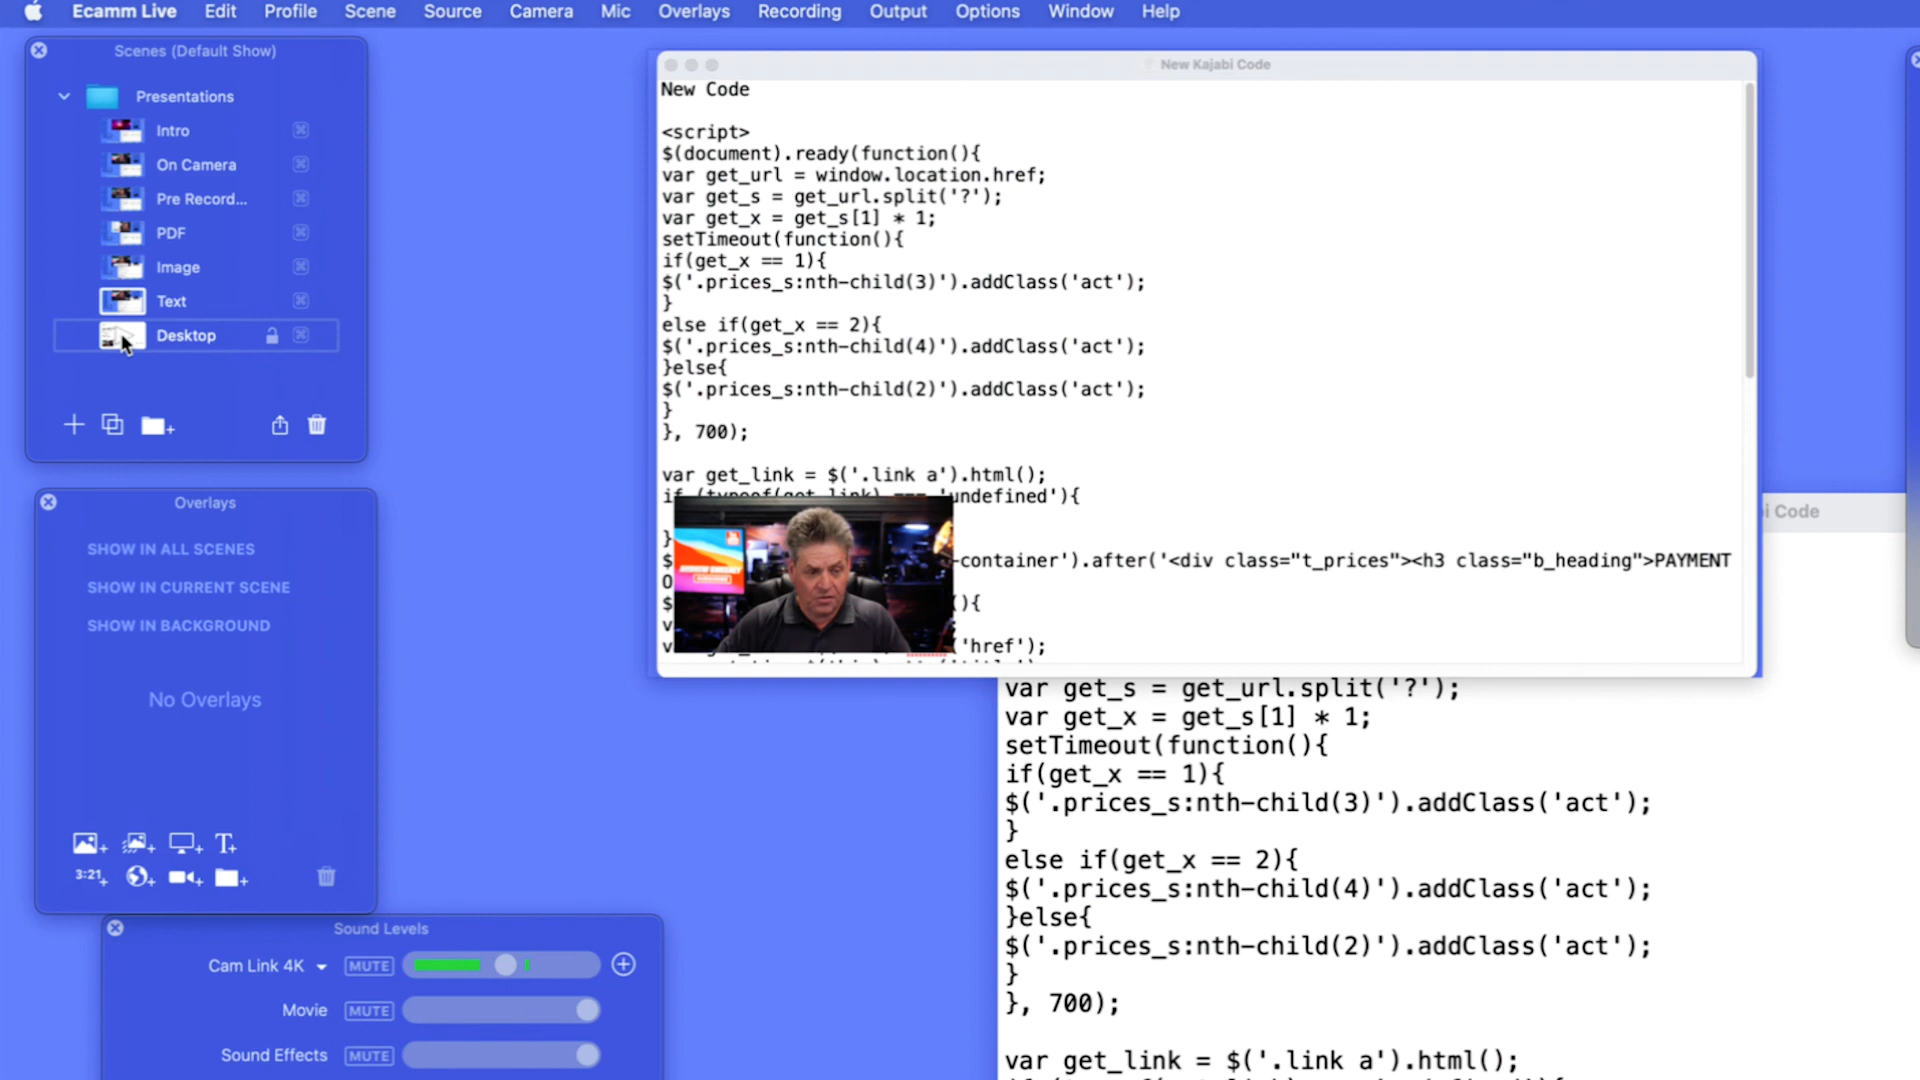 Ecamm Live Edit Profile Scene Source Camera Mic Overlays Recording Output Options Window Help
Scenes (Default Show)
Presentations
Intro
On Camera
Pre Record...
PDF
Image
Text
Desktop
Overlays
SHOW IN ALL SCENES
SHOW IN CURRENT SCENE
SHOW IN BACKGROUND
No Overlays
3:21
Sound Levels
Cam Link 4K MUTE
Movie MUTE
Sound Effects MUTE
New Kajabi Code
New Code
<script>
$(document).ready(function(){
var get_url = window.location.href;
var get_s = get_url.split('?');
var get_x = get_s[1] * 1;
setTimeout(function(){
if(get_x == 1){
$('.prices_s:nth-child(3)').addClass('act');
}
else if(get_x == 2){
$('.prices_s:nth-child(4)').addClass('act');
}else{
$('.prices_s:nth-child(2)').addClass('act');
}
}, 700);
var get_link = $('.link a').html();
if (typeof(get_link) === 'undefined'){
}
$ -container').after('<div class="t_prices"><h3 class="b_heading">PAYMENT
O
$ (){
v ;
v 'href');
i Code
var get_s = get_url.split('?');
var get_x = get_s[1] * 1;
setTimeout(function(){
if(get_x == 1){
$('.prices_s:nth-child(3)').addClass('act');
}
else if(get_x == 2){
$('.prices_s:nth-child(4)').addClass('act');
}else{
$('.prices_s:nth-child(2)').addClass('act');
}
}, 700);
var get_link = $('.link a').html();